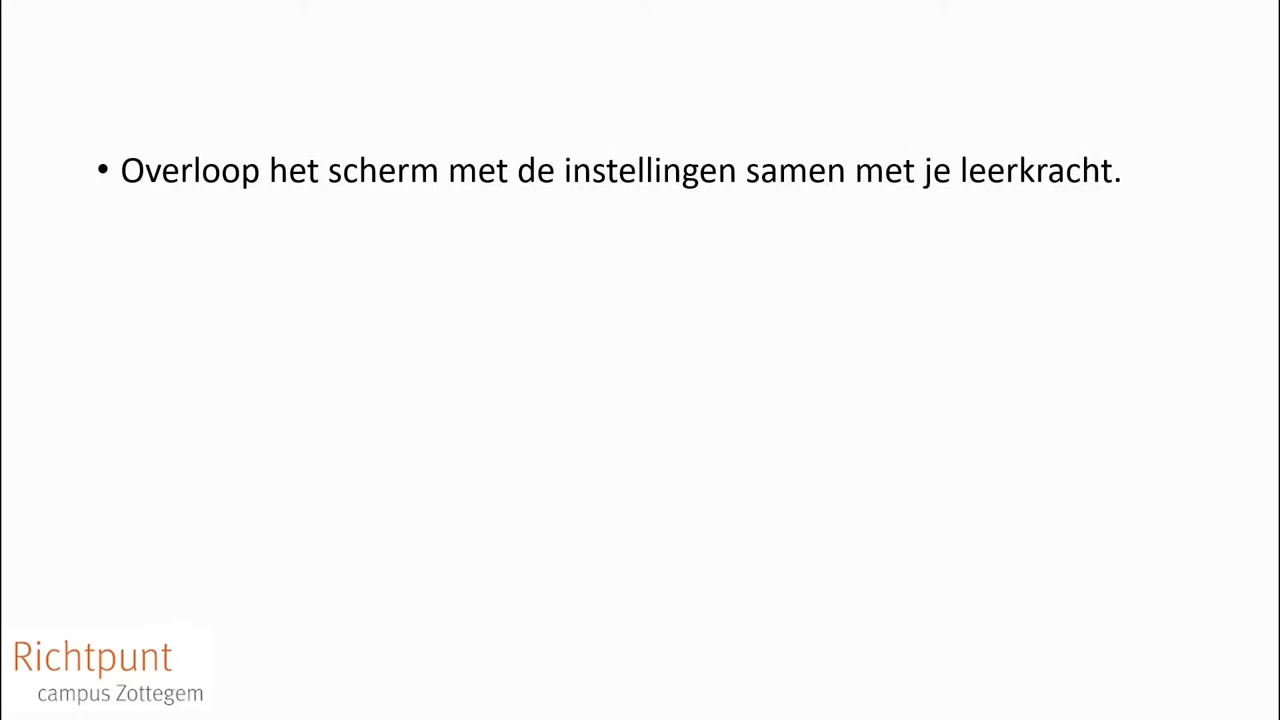 • Overloop het scherm met de instellingen samen met je leerkracht.
Richtpunt
campus Zottegem